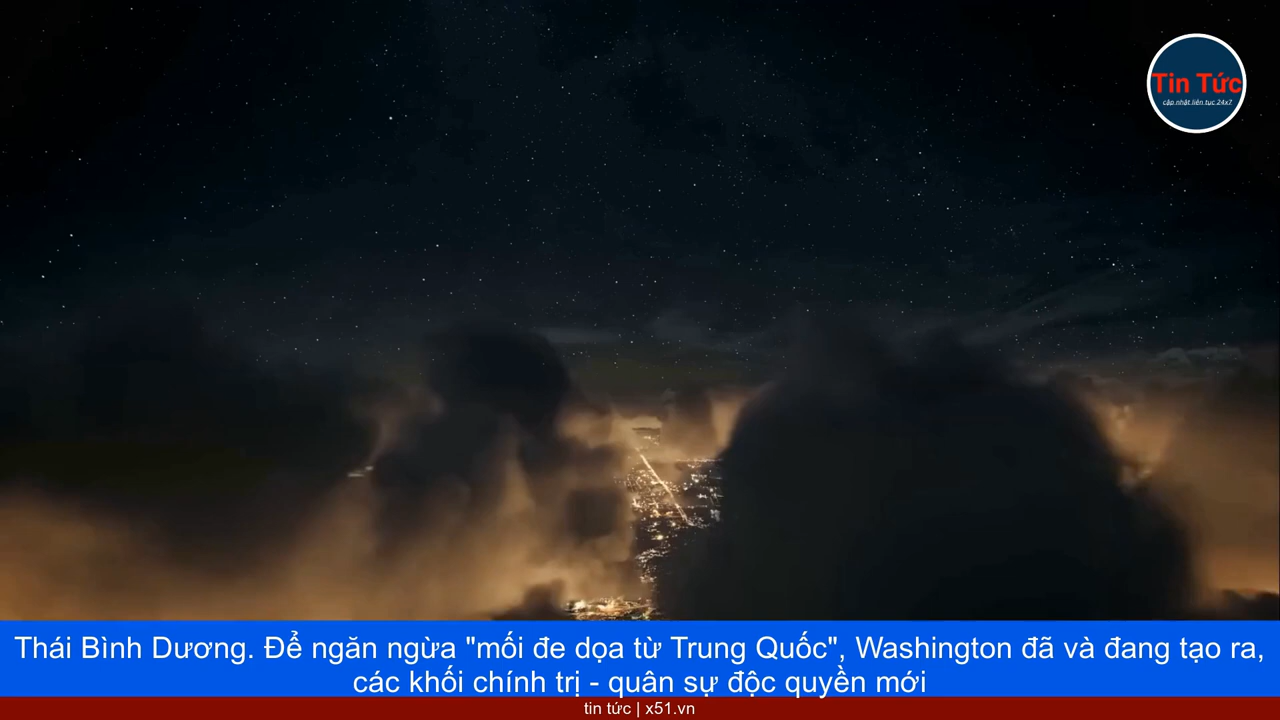 Tin Tức
cập nhật liên tục 24x7
Thái Bình Dương. Để ngăn ngừa "mối đe dọa từ Trung Quốc", Washington đã và đang tạo ra,
các khối chính trị - quân sự độc quyền mới
tin tức | x51.vn